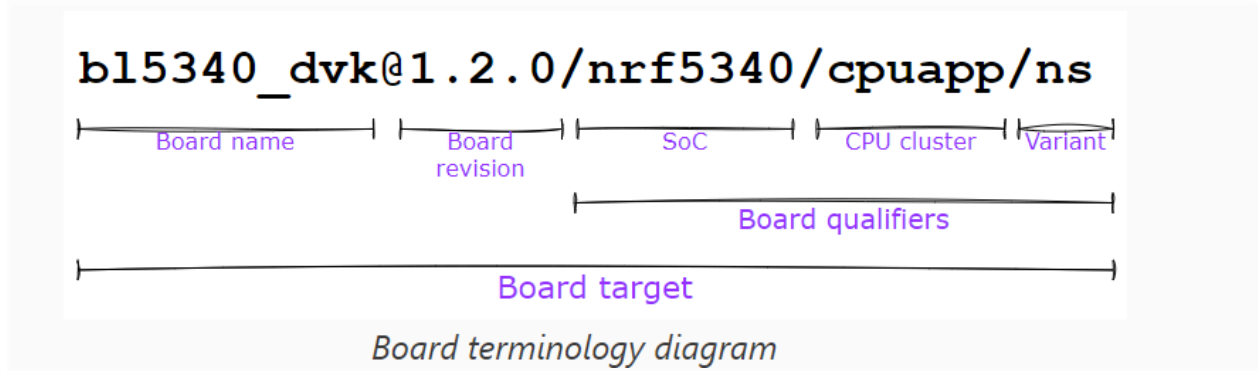 bl5340_dvk@1.2.0/nrf5340/cpuapp/ns
Board name Board revision SoC CPU cluster Variant
Board qualifiers
Board target
Board terminology diagram